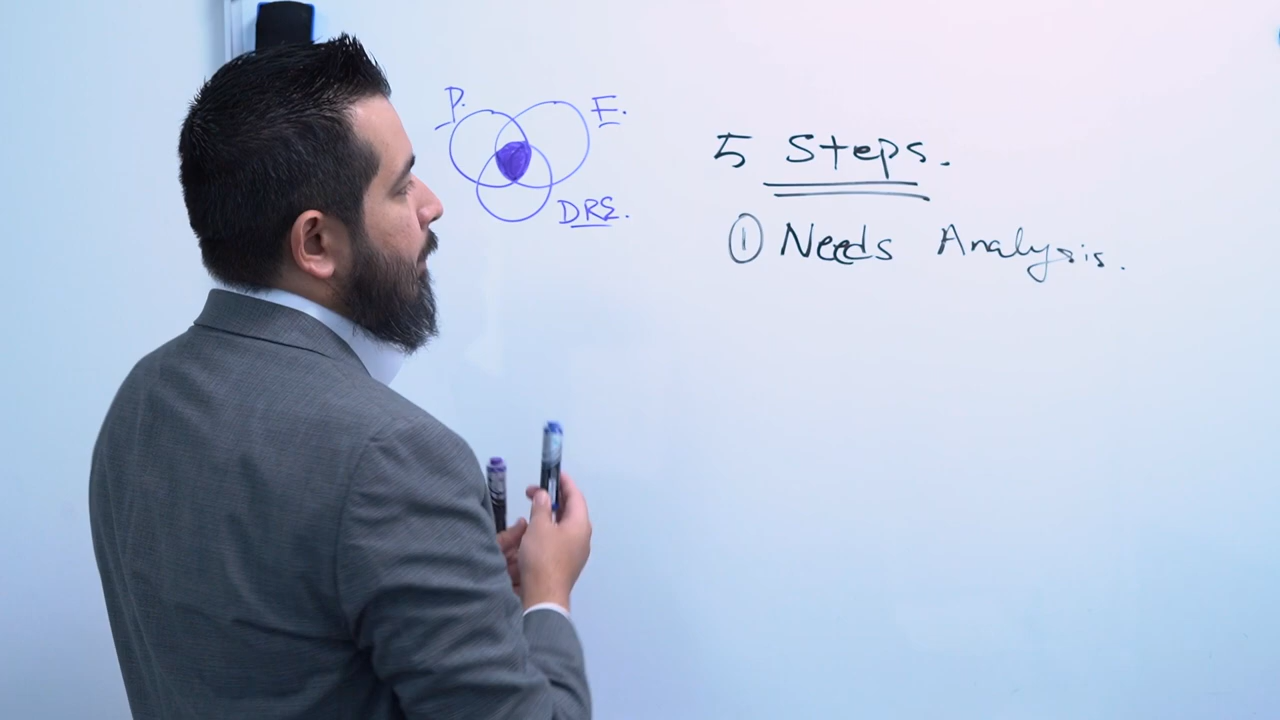 P.
E.
DRS.
5 Steps.
① Needs Analysis.